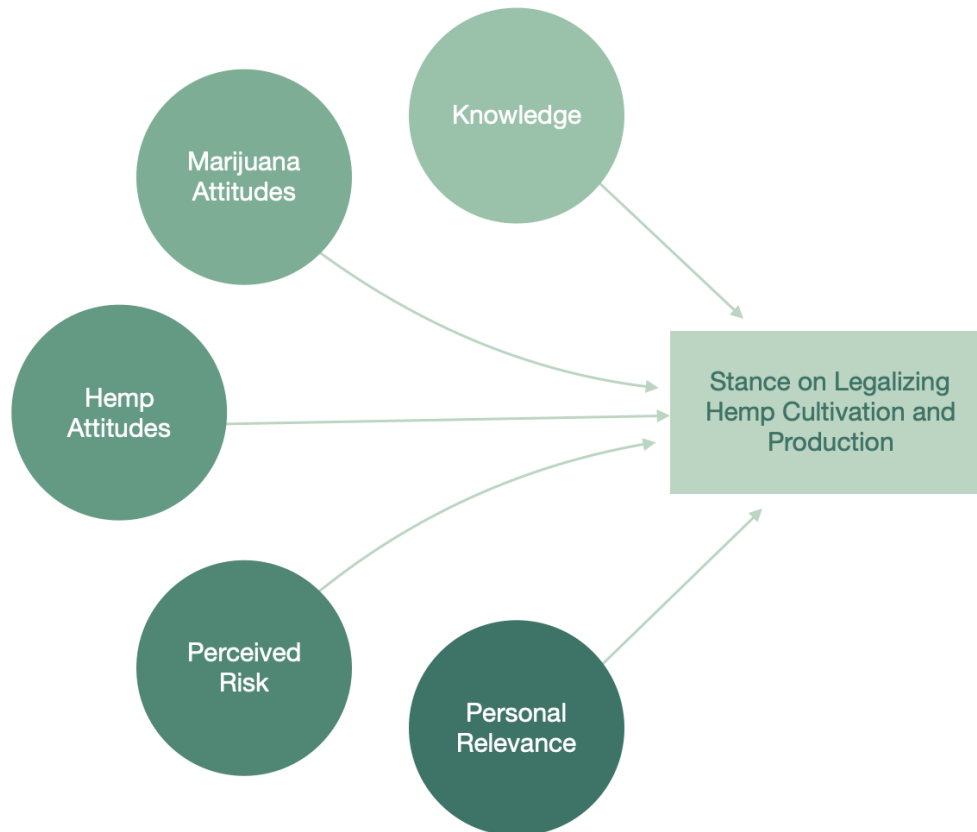 Knowledge
Marijuana
Attitudes
Hemp
Attitudes
Stance on Legalizing
Hemp Cultivation and
Production
Perceived
Risk
Personal
Relevance